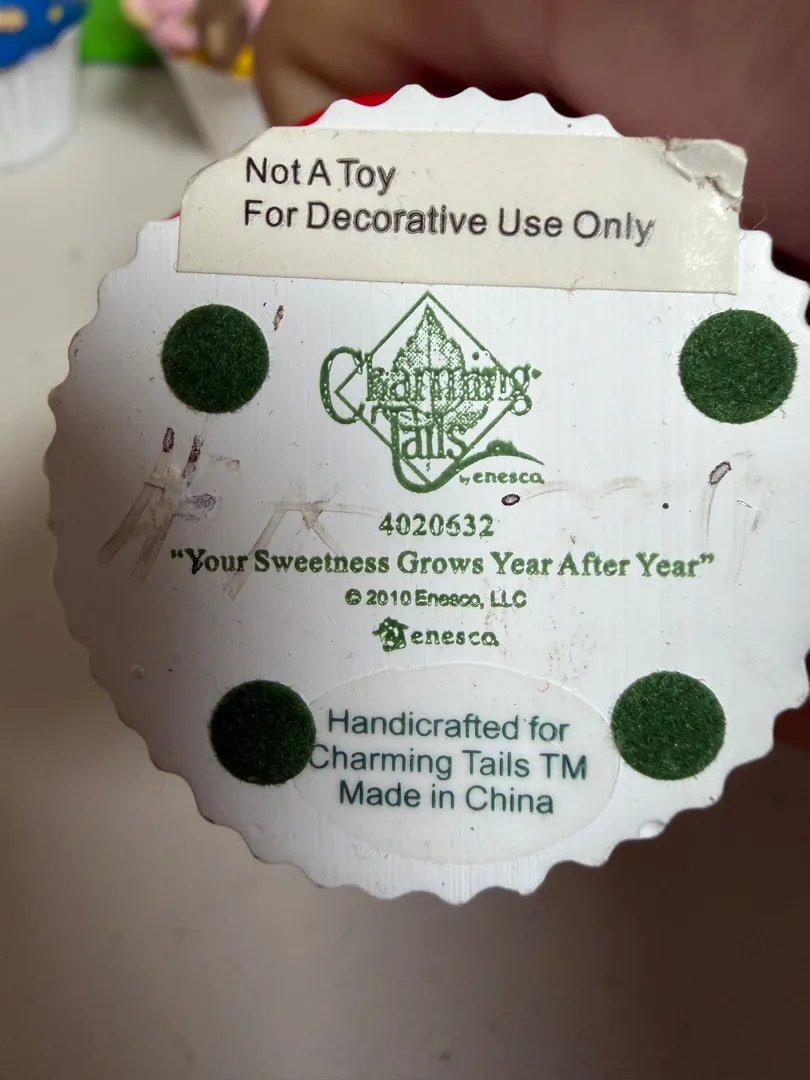 Not A Toy
For Decorative Use Only
Charming
Tails
by enesco.
4020632
“Your Sweetness Grows Year After Year”
© 2010 Enesco, LLC
enesco.
Handicrafted for
Charming Tails TM
Made in China